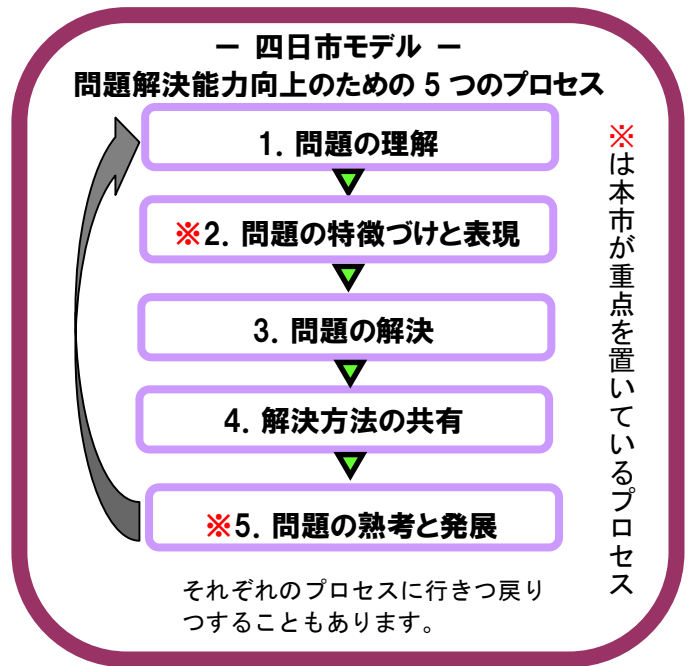 － 四日市モデル －
問題解決能力向上のための 5 つのプロセス
1. 問題の理解
※2. 問題の特徴づけと表現
3. 問題の解決
4. 解決方法の共有
※5. 問題の熟考と発展
それぞれのプロセスに行きつ戻り
つすることもあります。
※は本市が重点を置いているプロセス